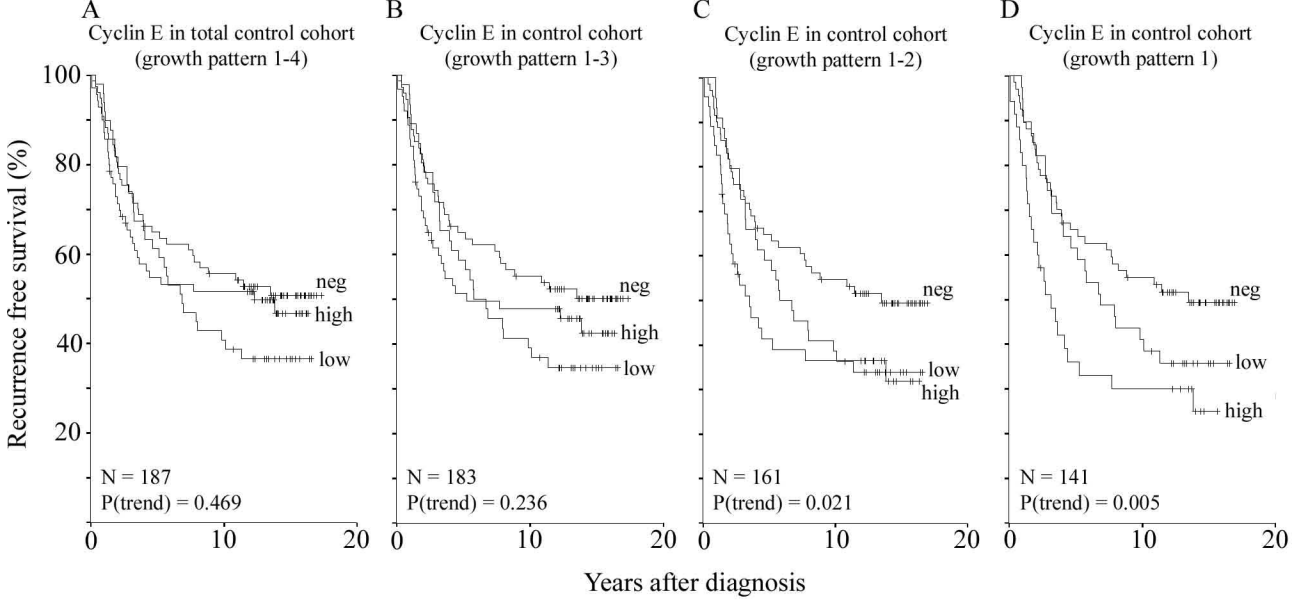 A
Cyclin E in total control cohort
(growth pattern 1-4)
B
Cyclin E in control cohort
(growth pattern 1-3)
C
Cyclin E in control cohort
(growth pattern 1-2)
D
Cyclin E in control cohort
(growth pattern 1)
Recurrence free survival (%)
100
80
60
40
20
neg
high
low
N = 187
P(trend) = 0.469
0
10
20
neg
high
low
N = 183
P(trend) = 0.236
0
10
20
neg
low
high
N = 161
P(trend) = 0.021
0
10
20
neg
low
high
N = 141
P(trend) = 0.005
0
10
20
Years after diagnosis